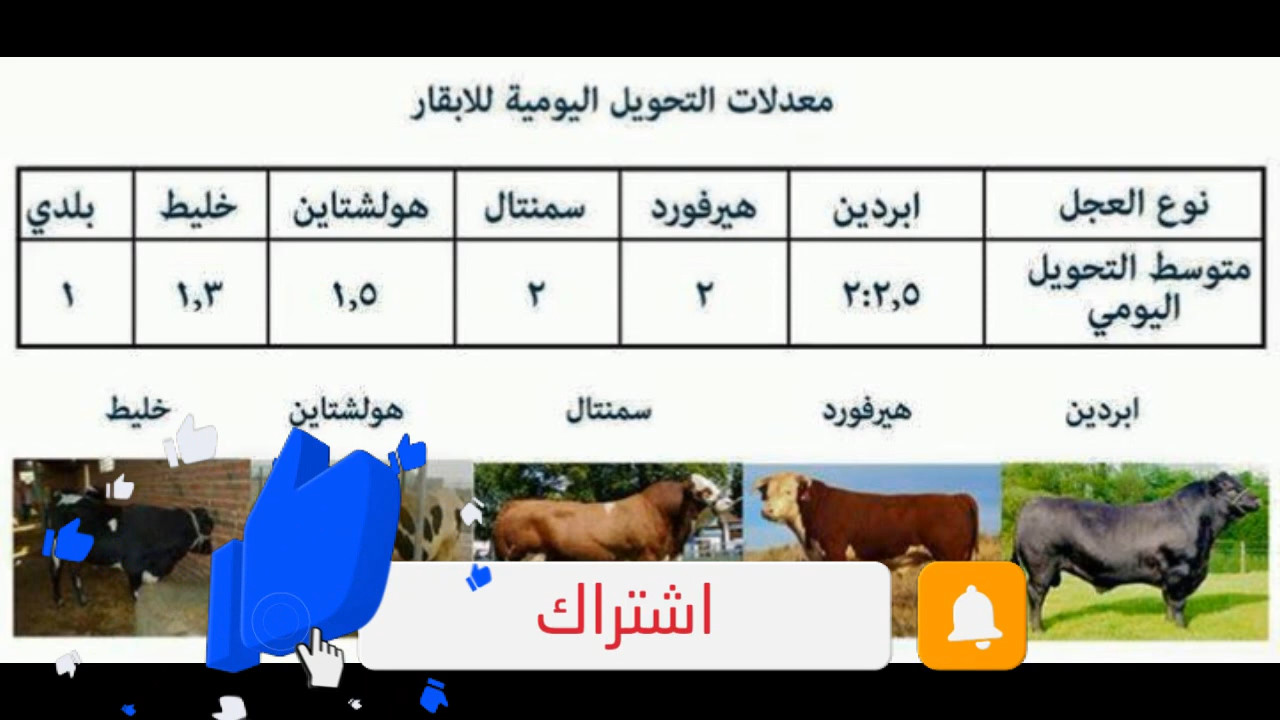 معدلات التحويل اليومية للابقار
نوع العجل ابردين هيرفورد سمنتال هولشتاين خليط بلدي
متوسط التحويل اليومي ٢:٢,٥ ٢ ٢ ١,٥ ١,٣ ١
ابردين هيرفورد سمنتال هولشتاين خليط
اشتراك